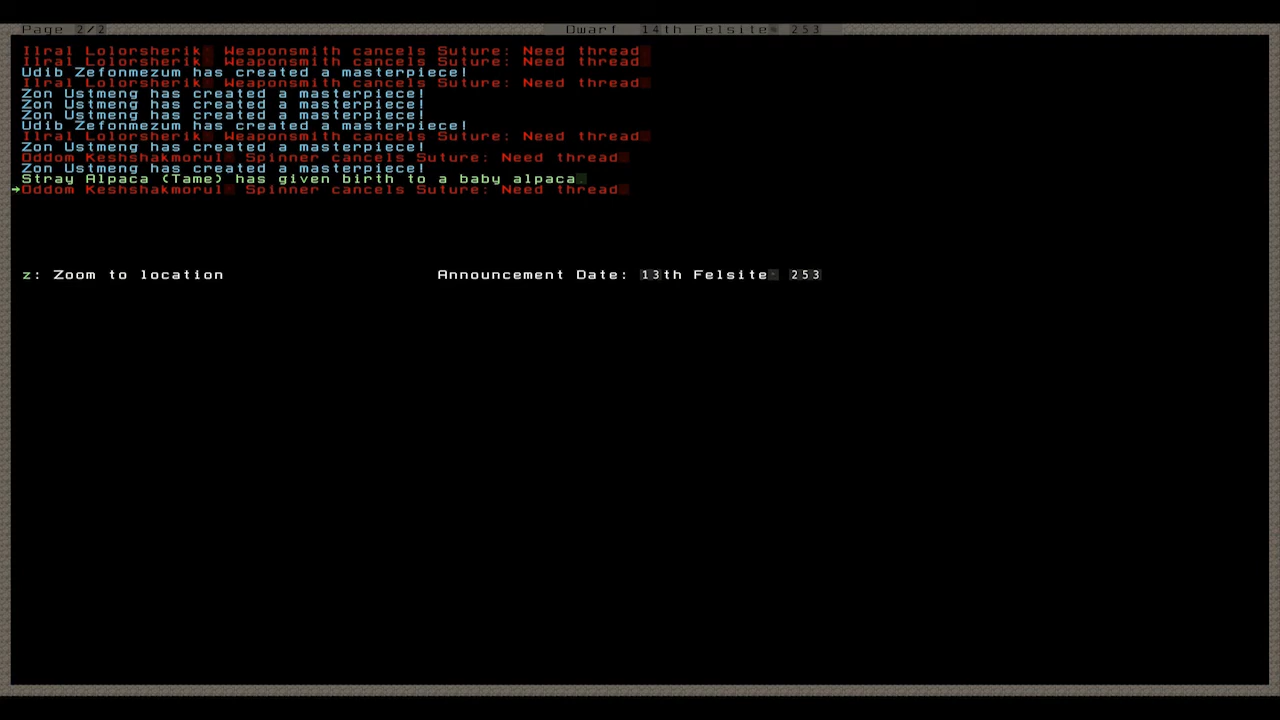 Page 2/2 Dwarf 14th Felsite 253
Ilral Lolorsherik Weaponsmith cancels Suture: Need thread
Ilral Lolorsherik Weaponsmith cancels Suture: Need thread
Udib Zefonmezum has created a masterpiece!
Ilral Lolorsherik Weaponsmith cancels Suture: Need thread
Zon Ustmeng has created a masterpiece!
Zon Ustmeng has created a masterpiece!
Zon Ustmeng has created a masterpiece!
Udib Zefonmezum has created a masterpiece!
Ilral Lolorsherik Weaponsmith cancels Suture: Need thread
Zon Ustmeng has created a masterpiece!
Oddom Keshshakmorul Spinner cancels Suture: Need thread
Zon Ustmeng has created a masterpiece!
Stray Alpaca (Tame) has given birth to a baby alpaca.
→Oddom Keshshakmorul Spinner cancels Suture: Need thread
z: Zoom to location Announcement Date: 13th Felsite 253